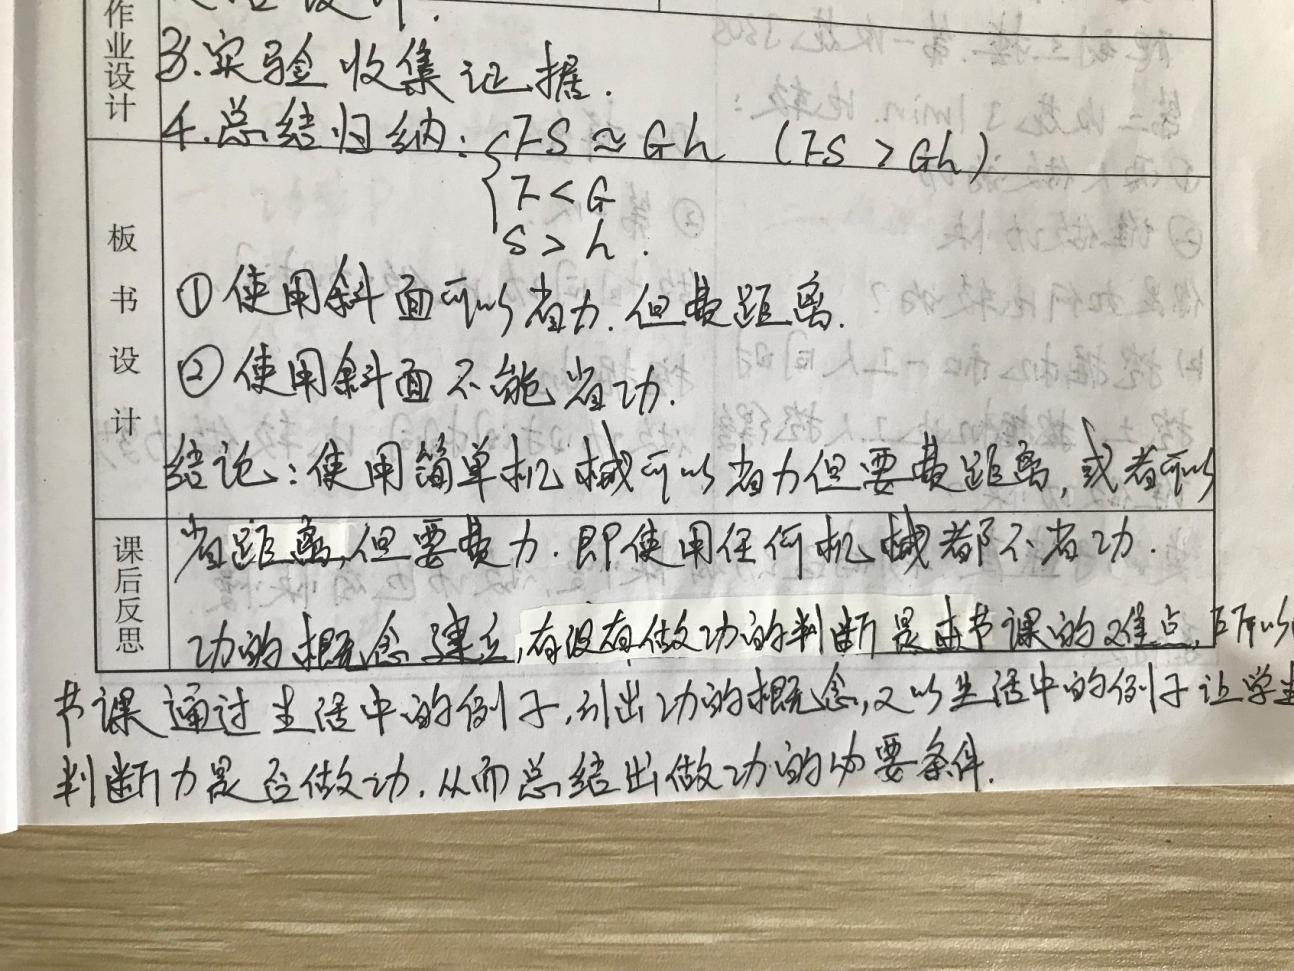 作业设计
3.实验收集证据.
4.总结归纳: FS≈Gh (FS>Gh)
F<G
S>h.
板书设计
①使用斜面可以省力.但费距离.
②使用斜面不能省功.
结论:使用简单机械可以省力但要费距离,或者可以
省距离,但要费力.即使用任何机械都不省功.
课后反思
功的概念建立,有没有做功的判断是本节课的难点,所以
节课通过生活中的例子,引出功的概念,又以生活中的例子让学生
判断力是否做功.从而总结出做功的必要条件.